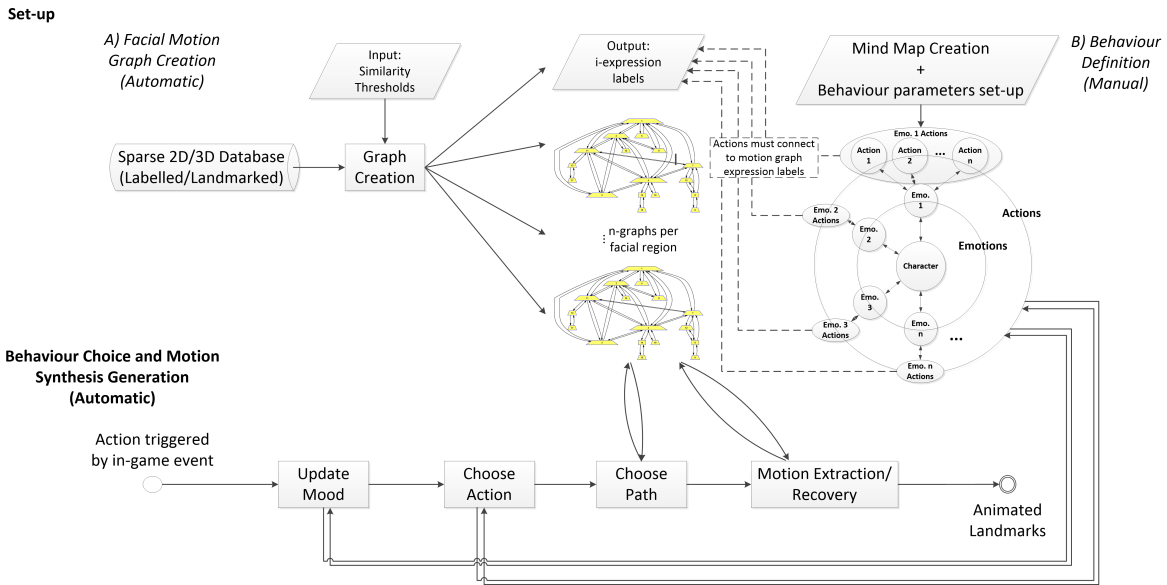 Set-up
A) Facial Motion
Graph Creation
(Automatic)
Input:
Similarity
Thresholds
Output:
i-expression
labels
Mind Map Creation
+
Behaviour parameters set-up
B) Behaviour
Definition
(Manual)
Sparse 2D/3D Database
(Labelled/Landmarked)
Graph
Creation
Actions must connect
to motion graph
expression labels
Emo. 1 Actions
Action
1
Action
2
...
Action
n
Emo.
1
Emo. 2
Actions
Emo.
2
Actions
Emotions
Character
⋮ n-graphs per
facial region
Emo.
3
Emo. 3
Actions
Emo.
n
...
Emo. n
Actions
Behaviour Choice and Motion
Synthesis Generation
(Automatic)
Action triggered
by in-game event
Update
Mood
Choose
Action
Choose
Path
Motion Extraction/
Recovery
Animated
Landmarks